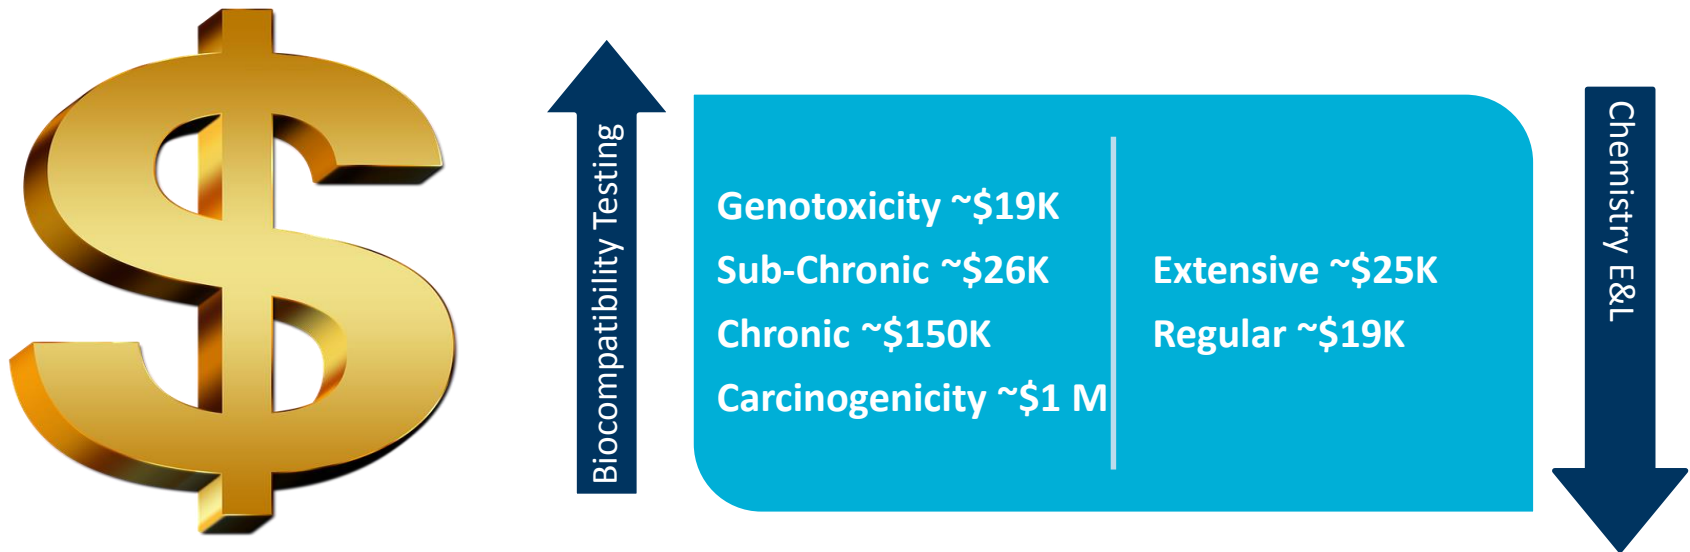 $
Biocompatibility Testing
Genotoxicity ~$19K
Sub-Chronic ~$26K
Chronic ~$150K
Carcinogenicity ~$1 M
Extensive ~$25K
Regular ~$19K
Chemistry E&L